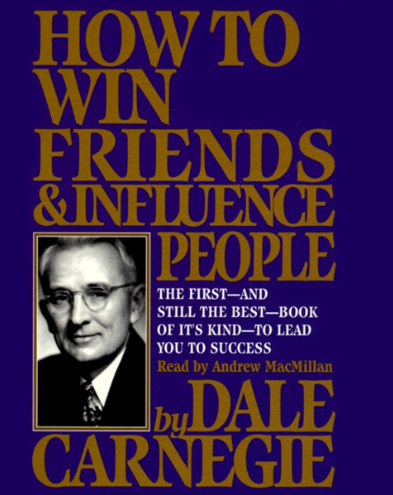 HOW TO
WIN
FRIENDS
& INFLUENCE
PEOPLE
THE FIRST—AND
STILL THE BEST—BOOK
OF IT'S KIND—TO LEAD
YOU TO SUCCESS
Read by Andrew MacMillan
by DALE
CARNEGIE